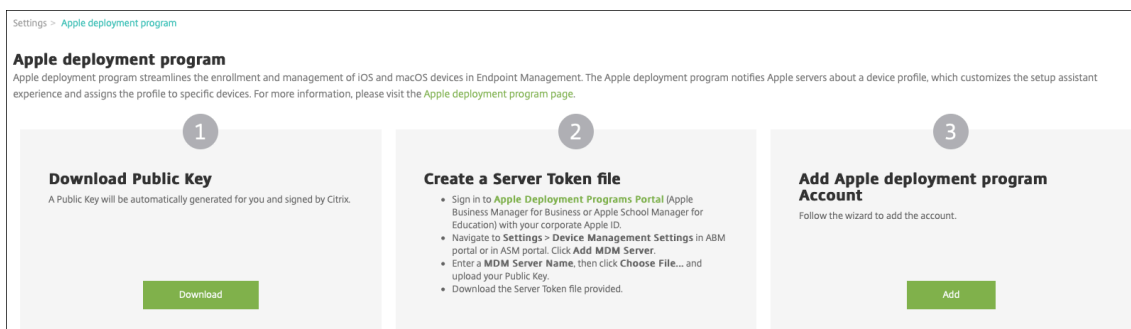 Settings > Apple deployment program
Apple deployment program
Apple deployment program streamlines the enrollment and management of iOS and macOS devices in Endpoint Management. The Apple deployment program notifies Apple servers about a device profile, which customizes the setup assistant
experience and assigns the profile to specific devices. For more information, please visit the Apple deployment program page.
1
Download Public Key
A Public Key will be automatically generated for you and signed by Citrix.
Download
2
Create a Server Token file
• Sign in to Apple Deployment Programs Portal (Apple
Business Manager for Business or Apple School Manager for
Education) with your corporate Apple ID.
• Navigate to Settings > Device Management Settings in ABM
portal or in ASM portal. Click Add MDM Server.
• Enter a MDM Server Name, then click Choose File... and
upload your Public Key.
• Download the Server Token file provided.
3
Add Apple deployment program
Account
Follow the wizard to add the account.
Add